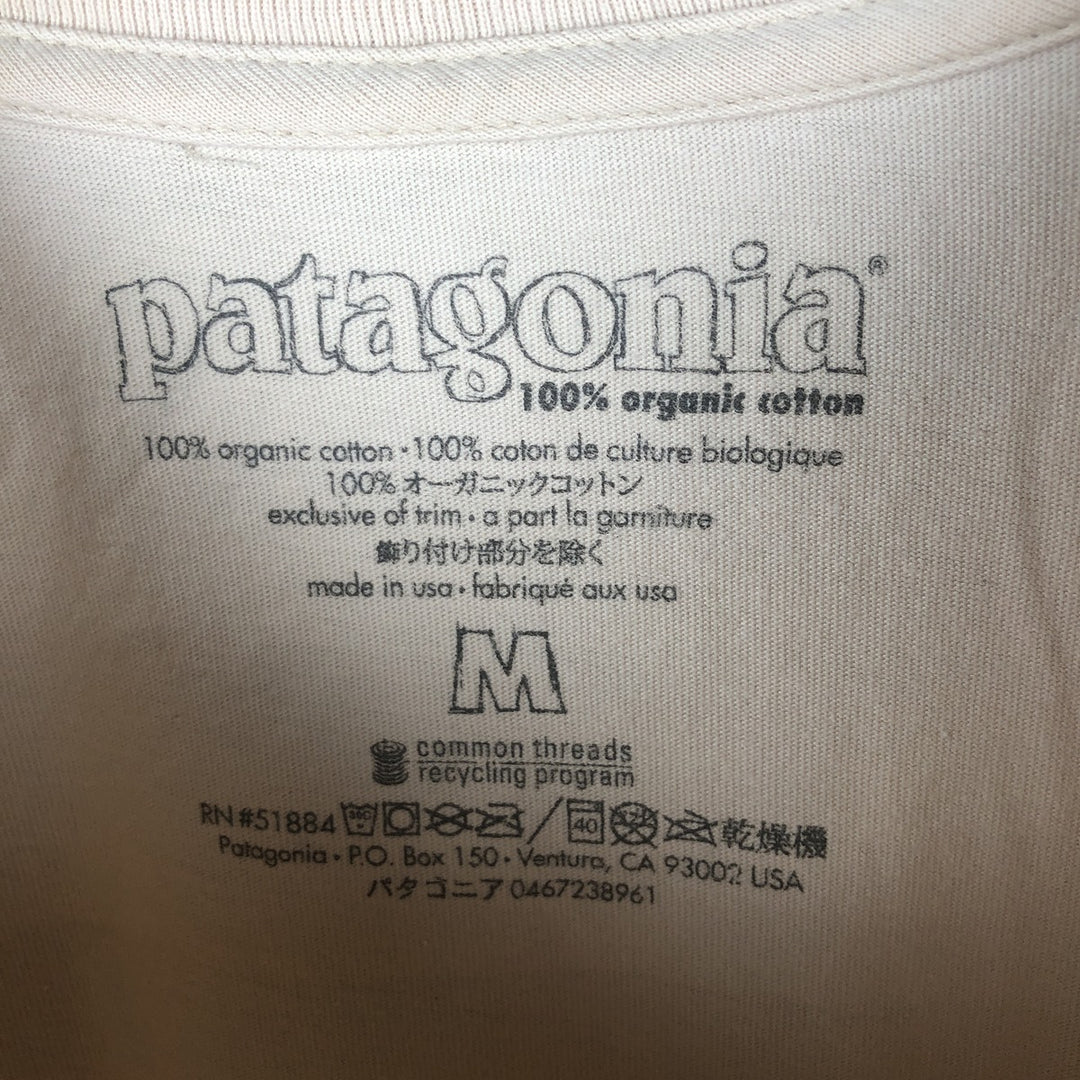 patagonia®
100% organic cotton
100% organic cotton • 100% coton de culture biologique
100% オーガニックコットン
exclusive of trim • a part la garniture
飾り付け部分を除く
made in usa • fabriqué aux usa
M
common threads
recycling program
RN #51884 40 乾燥機
Patagonia • P.O. Box 150 • Ventura, CA 93002 USA
パタゴニア 0467238961